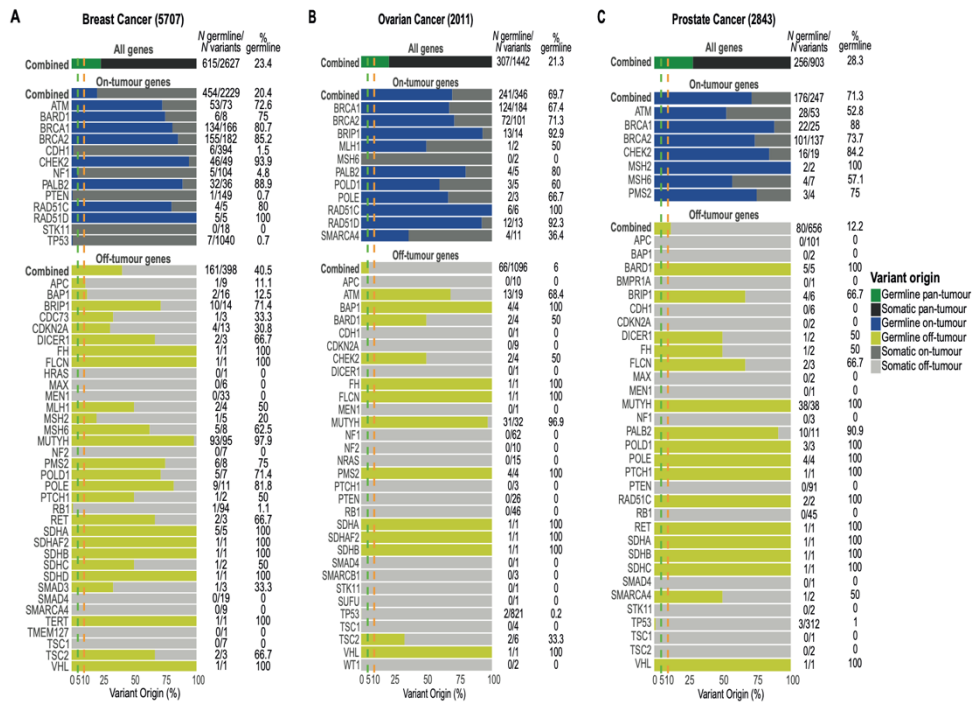 A
Breast Cancer (5707)
N germline/ %
N variants germline
All genes
Combined 615/2627 23.4
On-tumour genes
Combined 454/2229 20.4
ATM 53/73 72.6
BARD1 6/8 75
BRCA1 134/166 80.7
BRCA2 155/182 85.2
CDH1 6/394 1.5
CHEK2 46/49 93.9
NF1 5/104 4.8
PALB2 32/36 88.9
PTEN 1/149 0.7
RAD51C 4/5 80
RAD51D 5/5 100
STK11 0/18 0
TP53 7/1040 0.7
Off-tumour genes
Combined 161/398 40.5
APC 1/9 11.1
BAP1 2/16 12.5
BRIP1 10/14 71.4
CDC73 1/3 33.3
CDKN2A 4/13 30.8
DICER1 2/3 66.7
FH 1/1 100
FLCN 1/1 100
HRAS 0/1 0
MAX 0/6 0
MEN1 0/33 0
MLH1 2/4 50
MSH2 1/5 20
MSH6 5/8 62.5
MUTYH 93/95 97.9
NF2 0/7 0
PMS2 6/8 75
POLD1 5/7 71.4
POLE 9/11 81.8
PTCH1 1/2 50
RB1 1/94 1.1
RET 2/3 66.7
SDHA 5/5 100
SDHAF2 1/1 100
SDHB 1/1 100
SDHC 1/2 50
SDHD 1/1 100
SMAD3 1/3 33.3
SMAD4 0/19 0
SMARCA4 0/9 0
TERT 1/1 100
TMEM127 0/1 0
TSC1 0/7 0
TSC2 2/3 66.7
VHL 1/1 100
0 5 10 25 50 75 100
Variant Origin (%)
B
Ovarian Cancer (2011)
N germline/ %
N variants germline
All genes
Combined 307/1442 21.3
On-tumour genes
Combined 241/346 69.7
BRCA1 124/184 67.4
BRCA2 72/101 71.3
BRIP1 13/14 92.9
MLH1 1/2 50
MSH6 0/2 0
PALB2 4/5 80
POLD1 3/5 60
POLE 2/3 66.7
RAD51C 6/6 100
RAD51D 12/13 92.3
SMARCA4 4/11 36.4
Off-tumour genes
Combined 66/1096 6
APC 0/10 0
ATM 13/19 68.4
BAP1 4/4 100
BARD1 2/4 50
CDH1 0/1 0
CDKN2A 0/9 0
CHEK2 2/4 50
DICER1 0/1 0
FH 1/1 100
FLCN 1/1 100
MEN1 0/1 0
MUTYH 31/32 96.9
NF1 0/62 0
NF2 0/10 0
NRAS 0/15 0
PMS2 4/4 100
PTCH1 0/3 0
PTEN 0/26 0
RB1 0/46 0
SDHA 1/1 100
SDHAF2 1/1 100
SDHB 1/1 100
SMAD4 0/1 0
SMARCB1 0/3 0
STK11 0/1 0
SUFU 0/1 0
TP53 2/821 0.2
TSC1 0/4 0
TSC2 2/6 33.3
VHL 1/1 100
WT1 0/2 0
0 5 10 25 50 75 100
Variant Origin (%)
C
Prostate Cancer (2843)
N germline/ %
N variants germline
All genes
Combined 256/903 28.3
On-tumour genes
Combined 176/247 71.3
ATM 28/53 52.8
BRCA1 22/25 88
BRCA2 101/137 73.7
CHEK2 16/19 84.2
MSH2 2/2 100
MSH6 4/7 57.1
PMS2 3/4 75
Off-tumour genes
Combined 80/656 12.2
APC 0/101 0
BAP1 0/2 0
BARD1 5/5 100
BMPR1A 0/1 0
BRIP1 4/6 66.7
CDH1 0/6 0
CDKN2A 0/2 0
DICER1 1/2 50
FH 1/2 50
FLCN 2/3 66.7
MAX 0/2 0
MEN1 0/1 0
MUTYH 38/38 100
NF1 0/3 0
PALB2 10/11 90.9
POLD1 3/3 100
POLE 4/4 100
PTCH1 1/1 100
PTEN 0/91 0
RAD51C 2/2 100
RB1 0/45 0
RET 1/1 100
SDHA 1/1 100
SDHB 1/1 100
SDHC 1/1 100
SMAD4 0/1 0
SMARCA4 1/2 50
STK11 0/2 0
TP53 3/312 1
TSC1 0/1 0
TSC2 0/2 0
VHL 1/1 100
0 5 10 25 50 75 100
Variant Origin (%)
Variant origin
Germline pan-tumour
Somatic pan-tumour
Germline on-tumour
Germline off-tumour
Somatic on-tumour
Somatic off-tumour